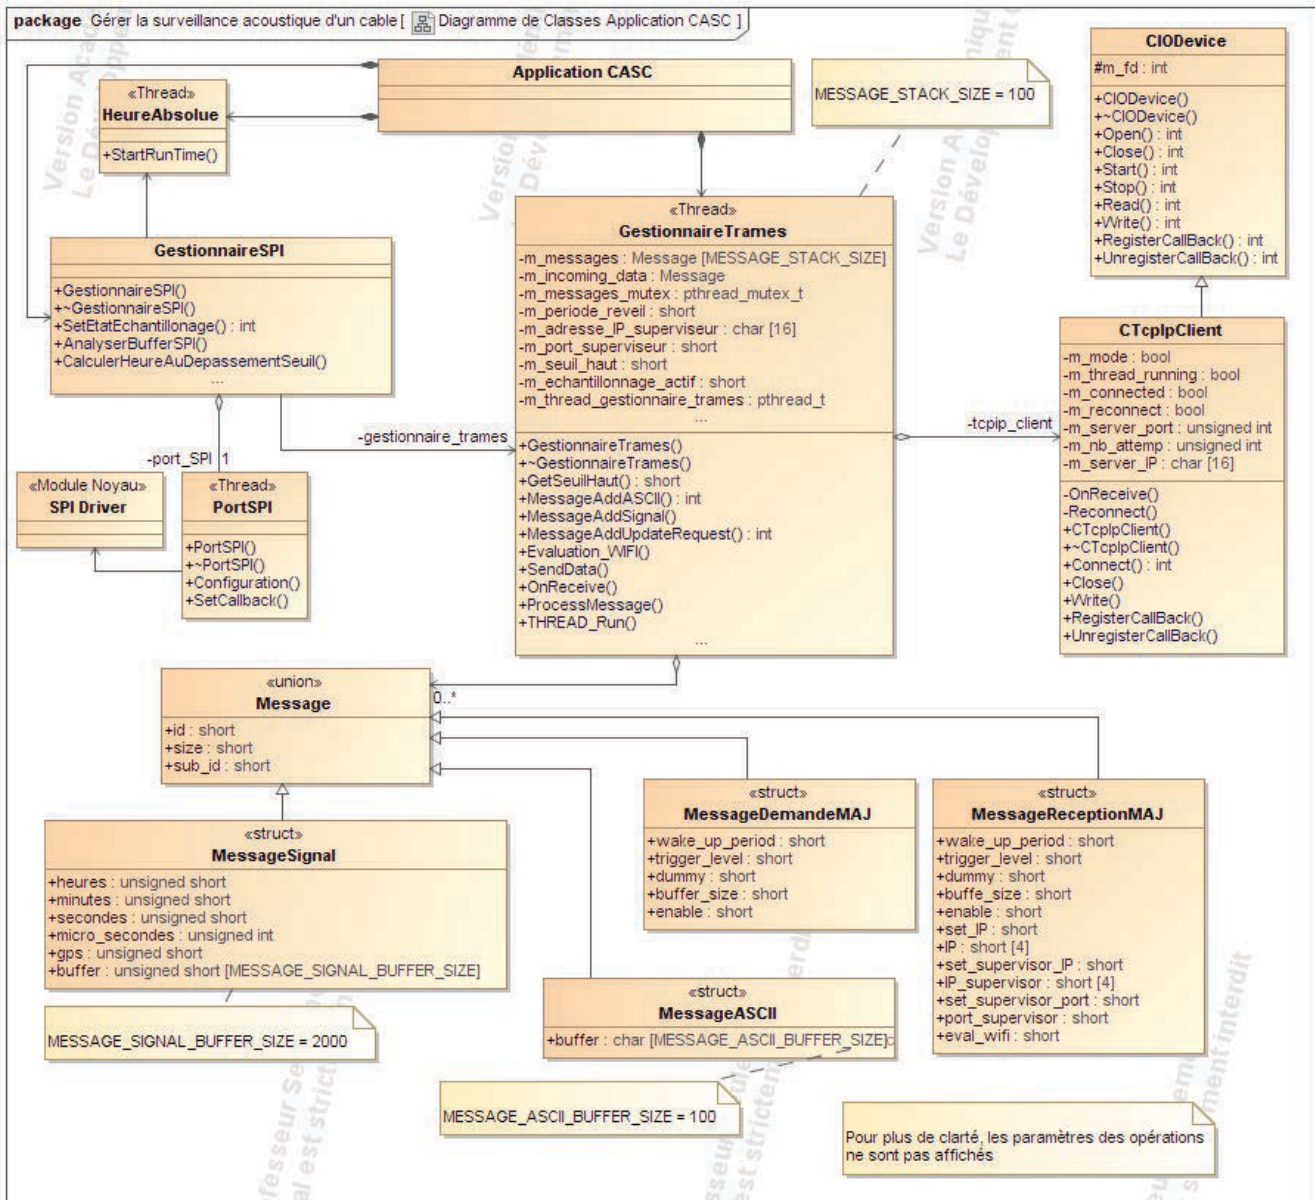 package Gérer la surveillance acoustique d'un cable [ Diagramme de Classes Application CASC ]
Application CASC
MESSAGE_STACK_SIZE = 100
CIODevice
#m_fd : int
+CIODevice()
+~CIODevice()
+Open() : int
+Close() : int
+Start() : int
+Stop() : int
+Read() : int
+Write() : int
+RegisterCallBack() : int
+UnregisterCallBack() : int
«Thread»
HeureAbsolue
+StartRunTime()
GestionnaireSPI
+GestionnaireSPI()
+~GestionnaireSPI()
+SetEtatEchantillonage() : int
+AnalyserBufferSPI()
+CalculerHeureAuDepassementSeuil()
...
«Thread»
GestionnaireTrames
-m_messages : Message [MESSAGE_STACK_SIZE]
-m_incoming_data : Message
-m_messages_mutex : pthread_mutex_t
-m_periode_reveil : short
-m_adresse_IP_superviseur : char [16]
-m_port_superviseur : short
-m_seuil_haut : short
-m_echantillonnage_actif : short
-m_thread_gestionnaire_trames : pthread_t
...
+GestionnaireTrames()
+~GestionnaireTrames()
+GetSeuilHaut() : short
+MessageAddASCII() : int
+MessageAddSignal()
+MessageAddUpdateRequest() : int
+Evaluation_WIFI()
+SendData()
+OnReceive()
+ProcessMessage()
+THREAD_Run()
...
-gestionnaire_trames
-tcpip_client
CTcpIpClient
-m_mode : bool
-m_thread_running : bool
-m_connected : bool
-m_reconnect : bool
-m_server_port : unsigned int
-m_nb_attemp : unsigned int
-m_server_IP : char [16]
-OnReceive()
-Reconnect()
+CTcpIpClient()
+~CTcpIpClient()
+Connect() : int
+Close()
+Write()
+RegisterCallBack()
+UnregisterCallBack()
-port_SPI 1
«Module Noyau»
SPI Driver
«Thread»
PortSPI
+PortSPI()
+~PortSPI()
+Configuration()
+SetCallback()
«union»
Message
+id : short
+size : short
+sub_id : short
0..*
«struct»
MessageSignal
+heures : unsigned short
+minutes : unsigned short
+secondes : unsigned short
+micro_secondes : unsigned int
+gps : unsigned short
+buffer : unsigned short [MESSAGE_SIGNAL_BUFFER_SIZE]
MESSAGE_SIGNAL_BUFFER_SIZE = 2000
«struct»
MessageDemandeMAJ
+wake_up_period : short
+trigger_level : short
+dummy : short
+buffer_size : short
+enable : short
«struct»
MessageReceptionMAJ
+wake_up_period : short
+trigger_level : short
+dummy : short
+buffe_size : short
+enable : short
+set_IP : short
+IP : short [4]
+set_supervisor_IP : short
+IP_supervisor : short [4]
+set_supervisor_port : short
+port_supervisor : short
+eval_wifi : short
«struct»
MessageASCII
+buffer : char [MESSAGE_ASCII_BUFFER_SIZE]
MESSAGE_ASCII_BUFFER_SIZE = 100
Pour plus de clarté, les paramètres des opérations
ne sont pas affichés